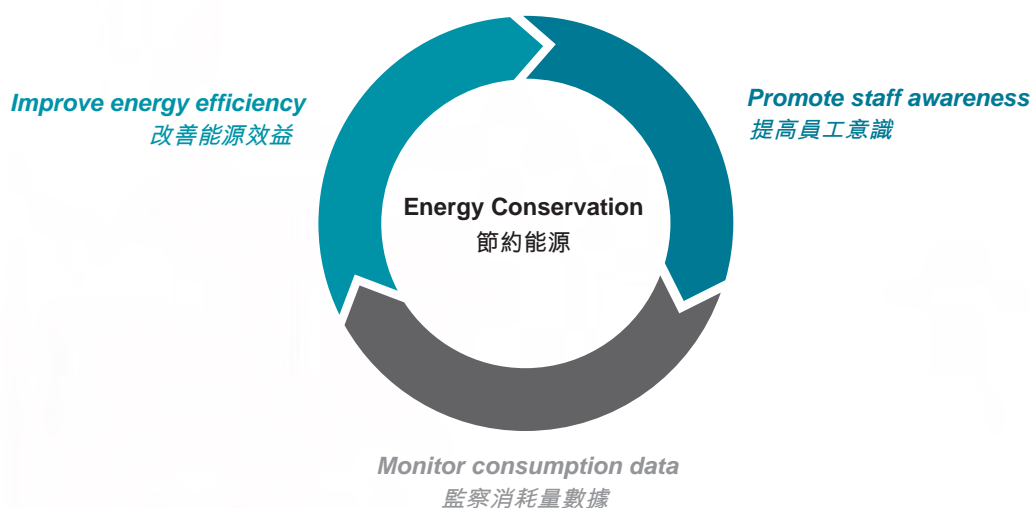 Improve energy efficiency
改善能源效益
Promote staff awareness
提高員工意識
Energy Conservation
節約能源
Monitor consumption data
監察消耗量數據